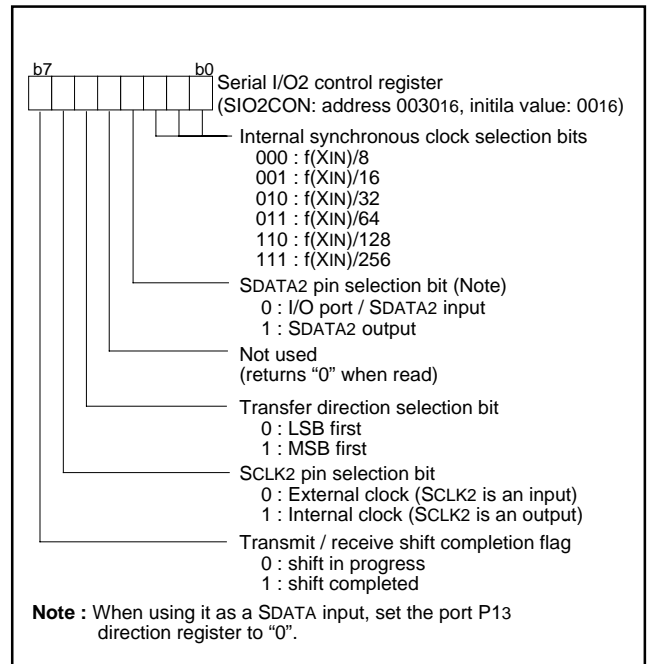 b7 b0
Serial I/O2 control register
(SIO2CON: address 003016, initila value: 0016)
Internal synchronous clock selection bits
000 : f(XIN)/8
001 : f(XIN)/16
010 : f(XIN)/32
011 : f(XIN)/64
110 : f(XIN)/128
111 : f(XIN)/256
SDATA2 pin selection bit (Note)
0 : I/O port / SDATA2 input
1 : SDATA2 output
Not used
(returns “0” when read)
Transfer direction selection bit
0 : LSB first
1 : MSB first
SCLK2 pin selection bit
0 : External clock (SCLK2 is an input)
1 : Internal clock (SCLK2 is an output)
Transmit / receive shift completion flag
0 : shift in progress
1 : shift completed
Note : When using it as a SDATA input, set the port P13
direction register to “0”.